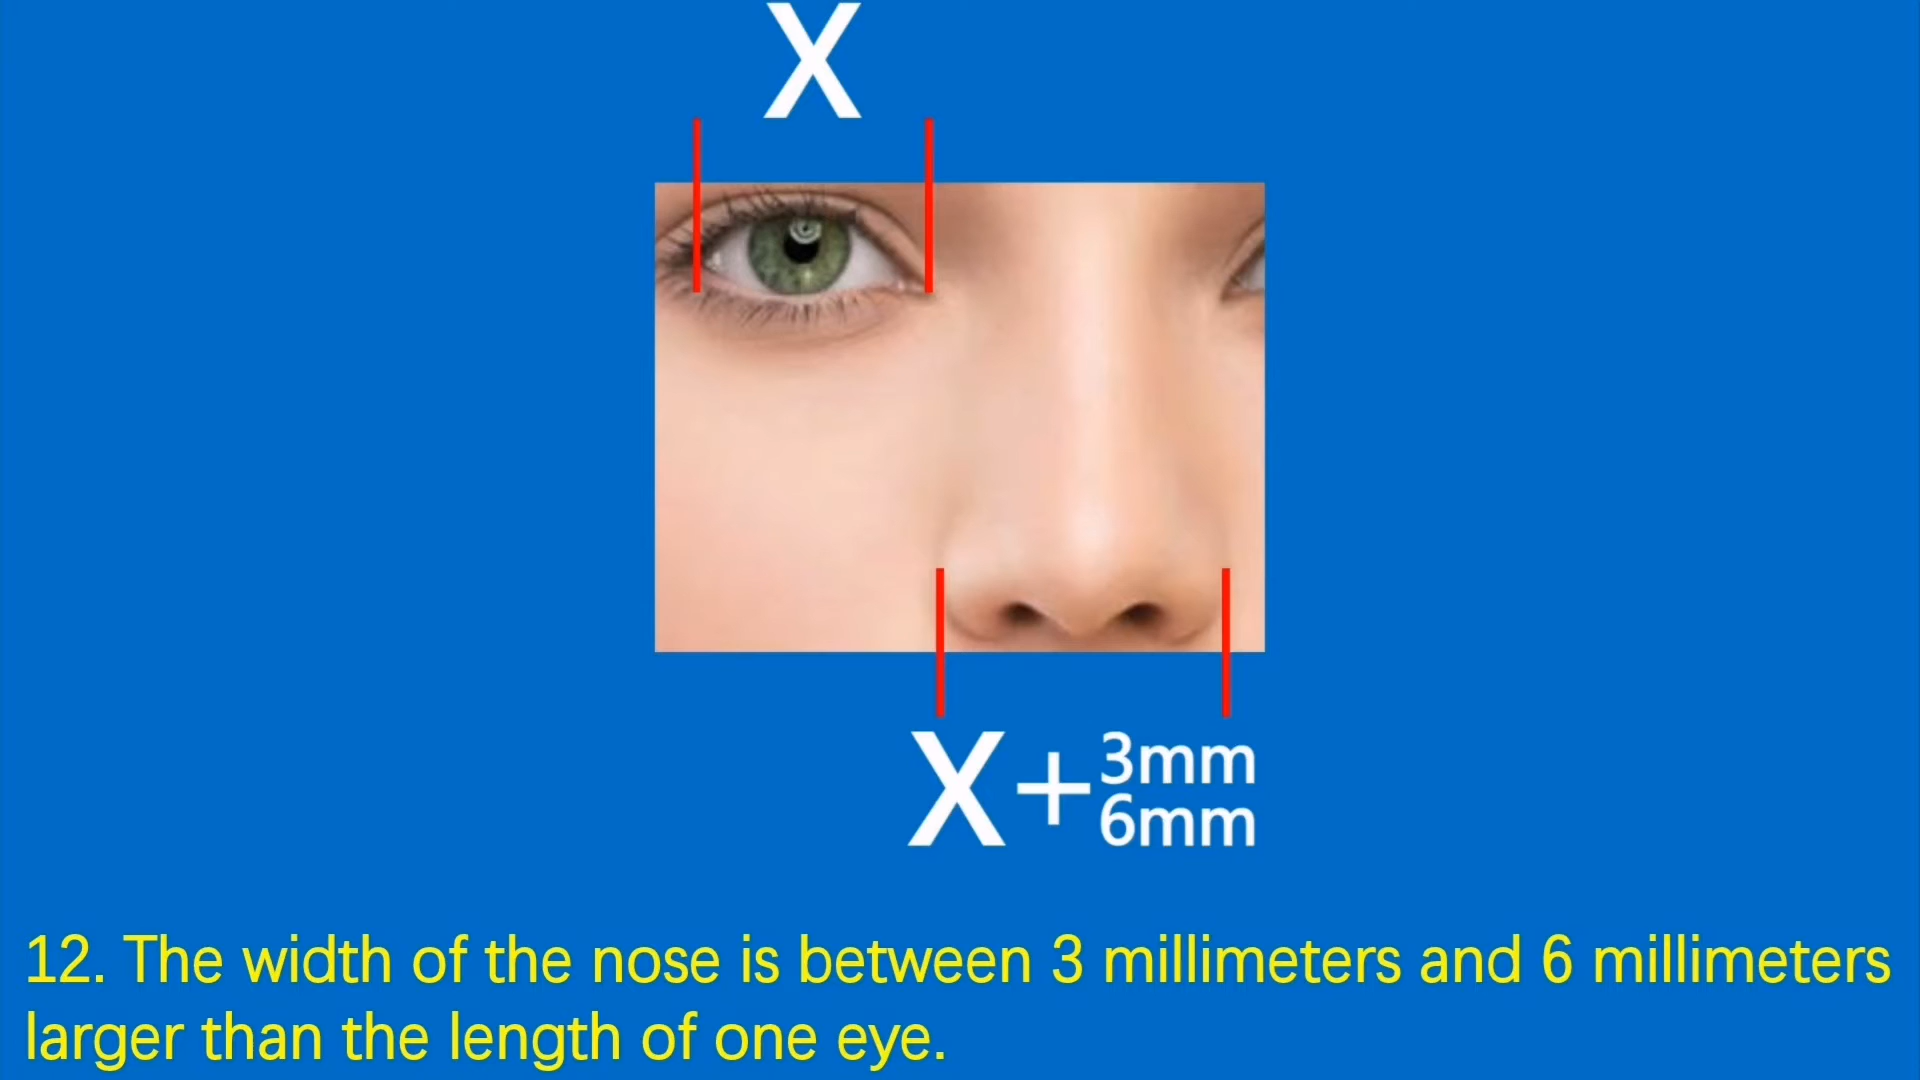 X
X+3mm
6mm
12. The width of the nose is between 3 millimeters and 6 millimeters
larger than the length of one eye.